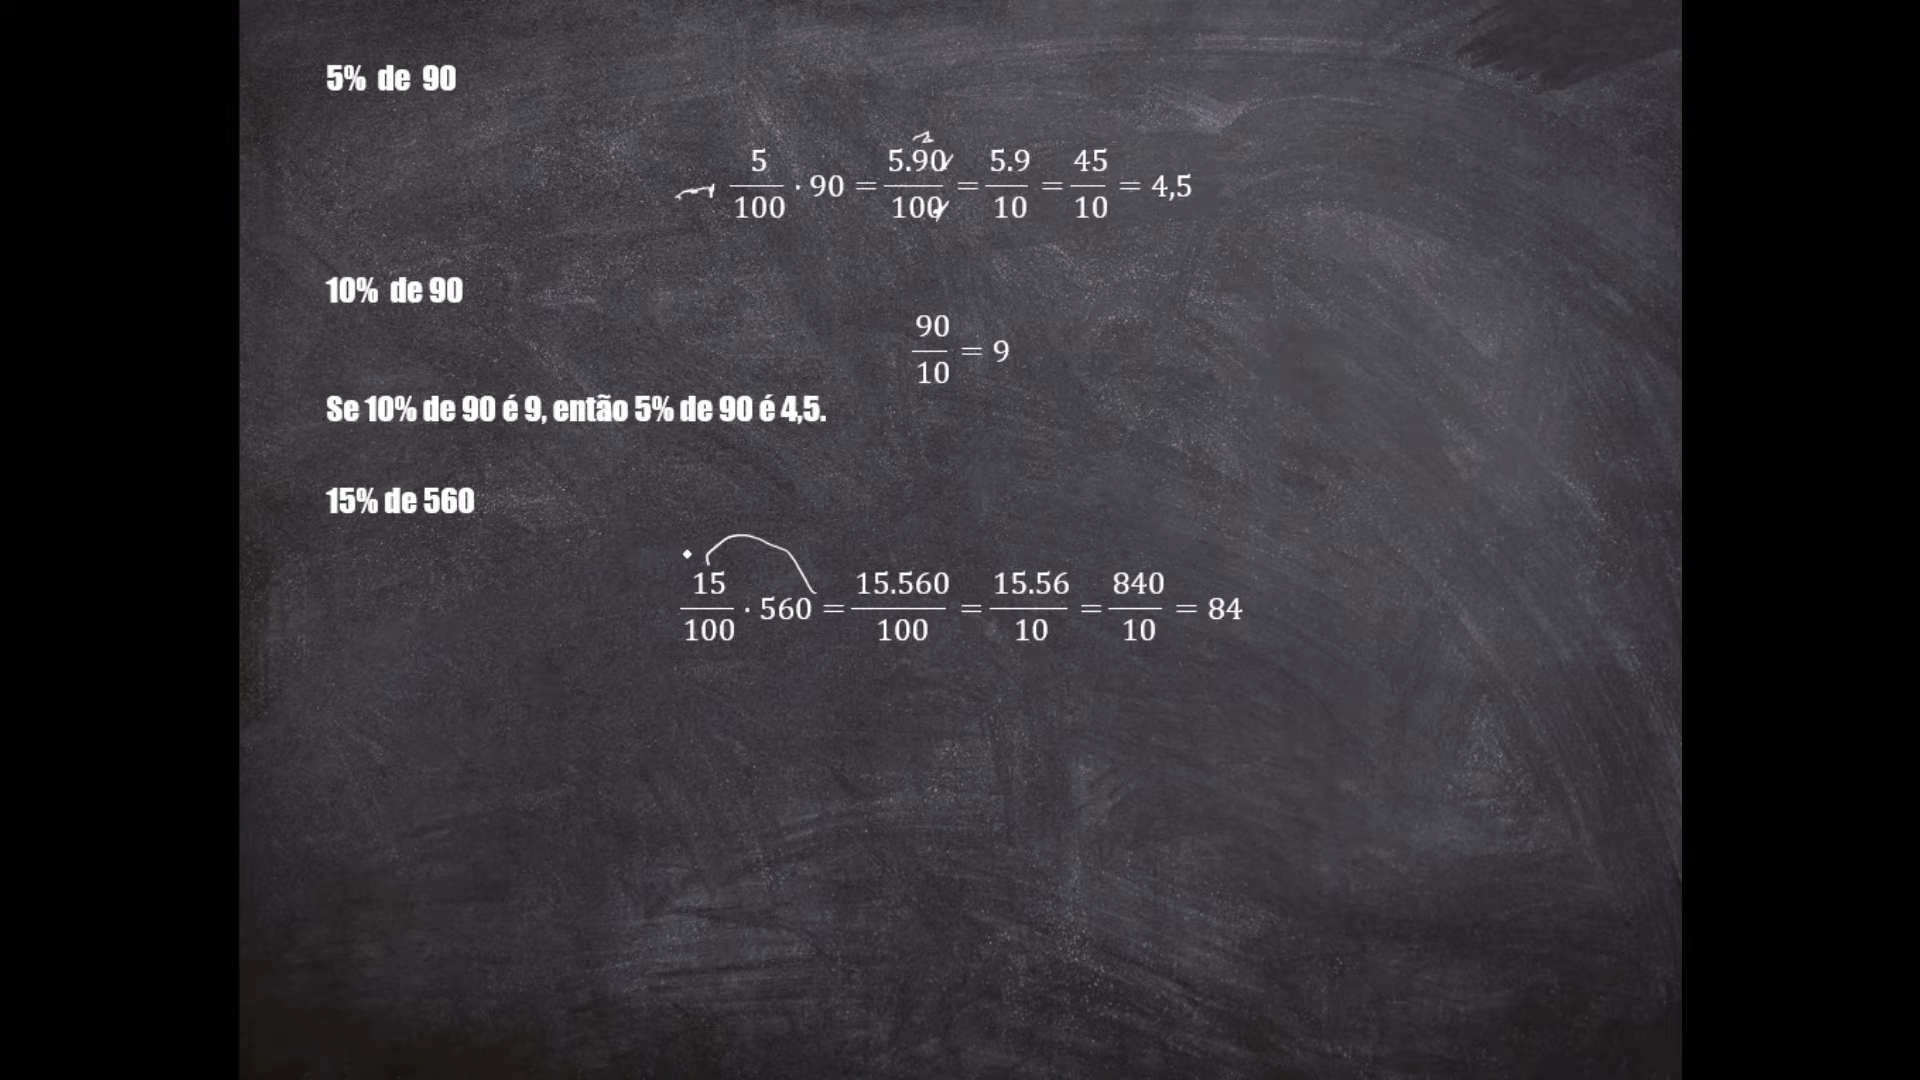 5% de 90
5/100 · 90 = 5.90/100 = 5.9/10 = 45/10 = 4,5
10% de 90
90/10 = 9
Se 10% de 90 é 9, então 5% de 90 é 4,5.
15% de 560
15/100 · 560 = 15.560/100 = 15.56/10 = 840/10 = 84